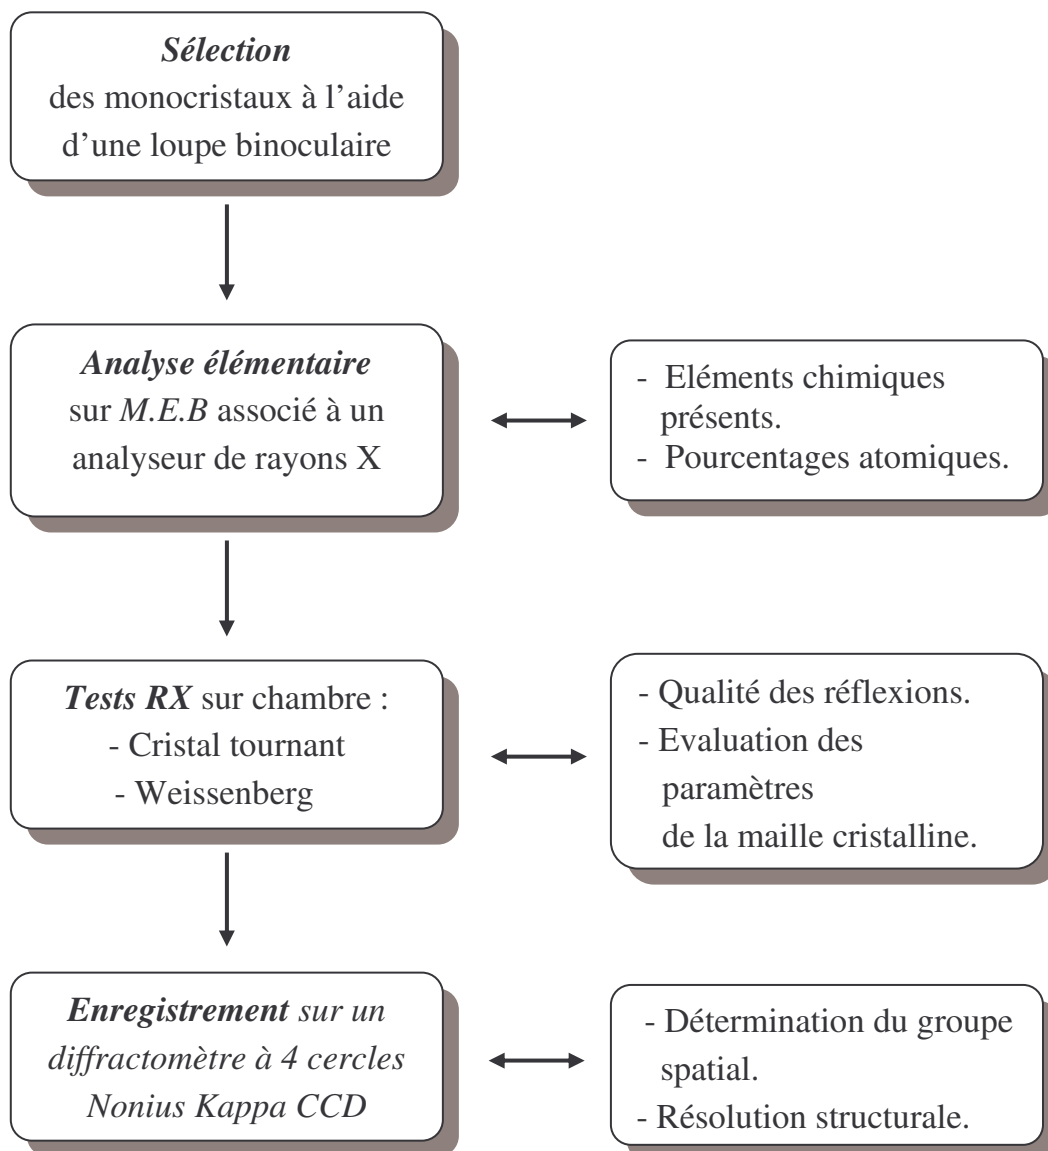 Sélection
des monocristaux à l’aide
d’une loupe binoculaire
Analyse élémentaire
sur M.E.B associé à un
analyseur de rayons X
- Eléments chimiques
présents.
- Pourcentages atomiques.
Tests RX sur chambre :
- Cristal tournant
- Weissenberg
- Qualité des réflexions.
- Evaluation des
paramètres
de la maille cristalline.
Enregistrement sur un
diffractomètre à 4 cercles
Nonius Kappa CCD
- Détermination du groupe
spatial.
- Résolution structurale.